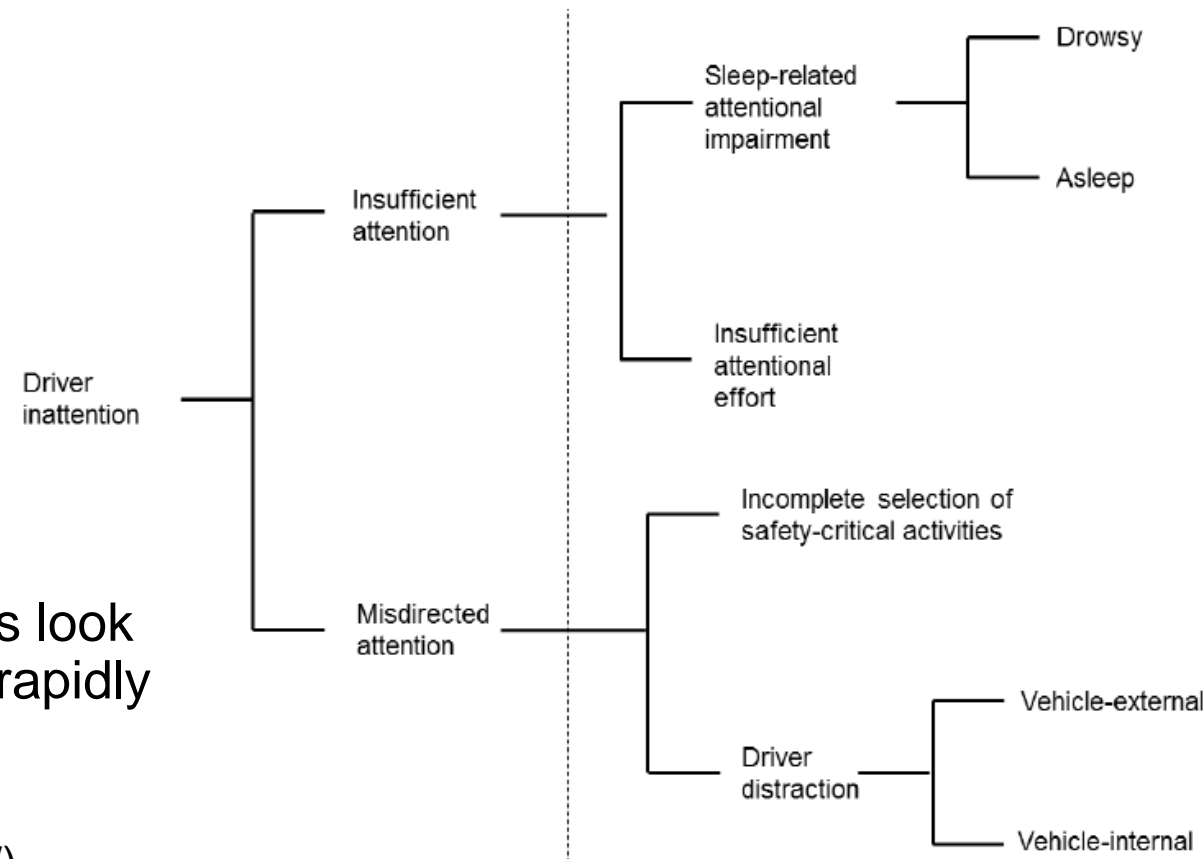 Drowsy
Sleep-related
attentional
impairment
Asleep
Insufficient
attention
Insufficient
attentional
effort
Driver
inattention
Incomplete selection of
safety-critical activities
Misdirected
attention
s look
rapidly
Vehicle-external
Driver
distraction
Vehicle-internal